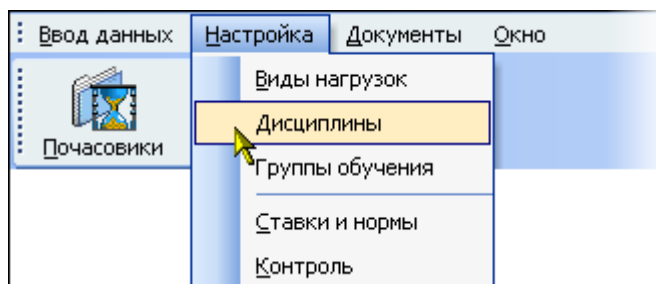 Ввод данных Настройка Документы Окно
Почасовики
Виды нагрузок
Дисциплины
Группы обучения
Ставки и нормы
Контроль